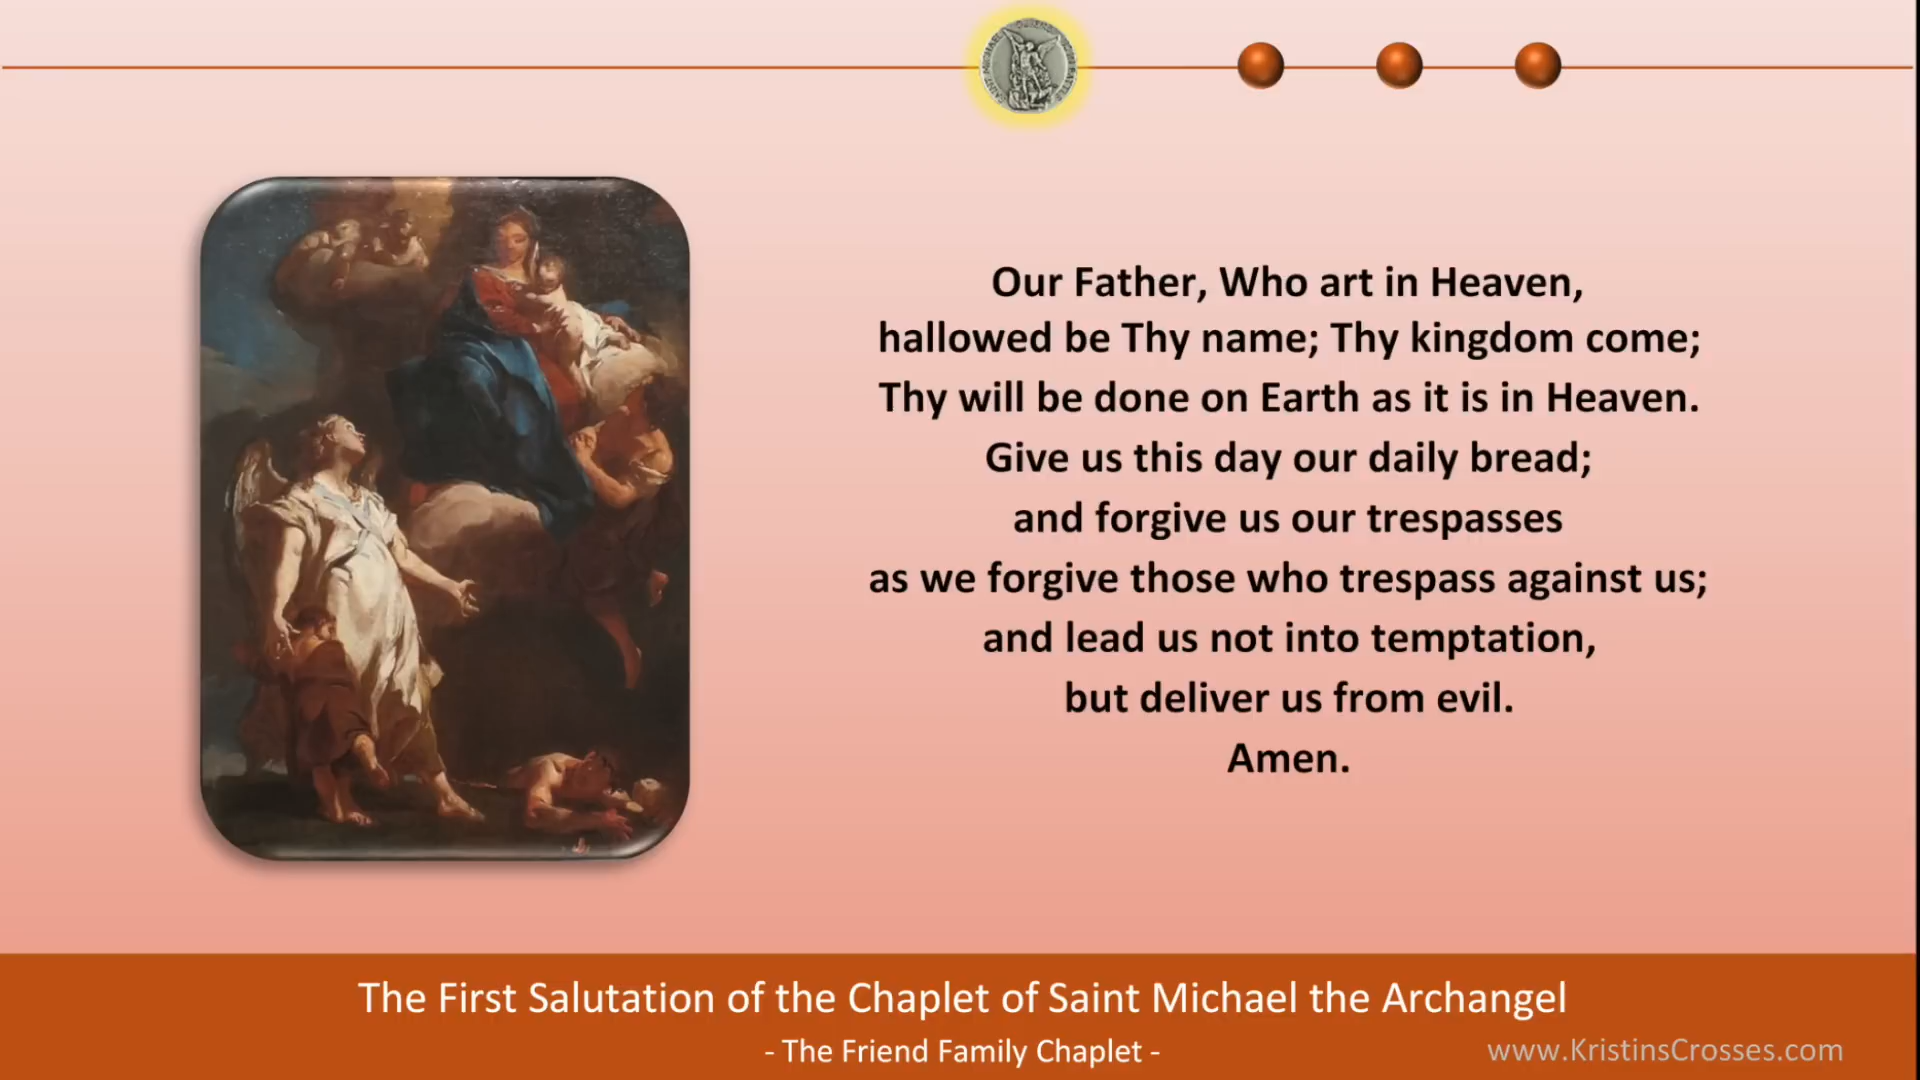 Our Father, Who art in Heaven,
hallowed be Thy name; Thy kingdom come;
Thy will be done on Earth as it is in Heaven.
Give us this day our daily bread;
and forgive us our trespasses
as we forgive those who trespass against us;
and lead us not into temptation,
but deliver us from evil.
Amen.
The First Salutation of the Chaplet of Saint Michael the Archangel
- The Friend Family Chaplet -
www.KristinsCrosses.com